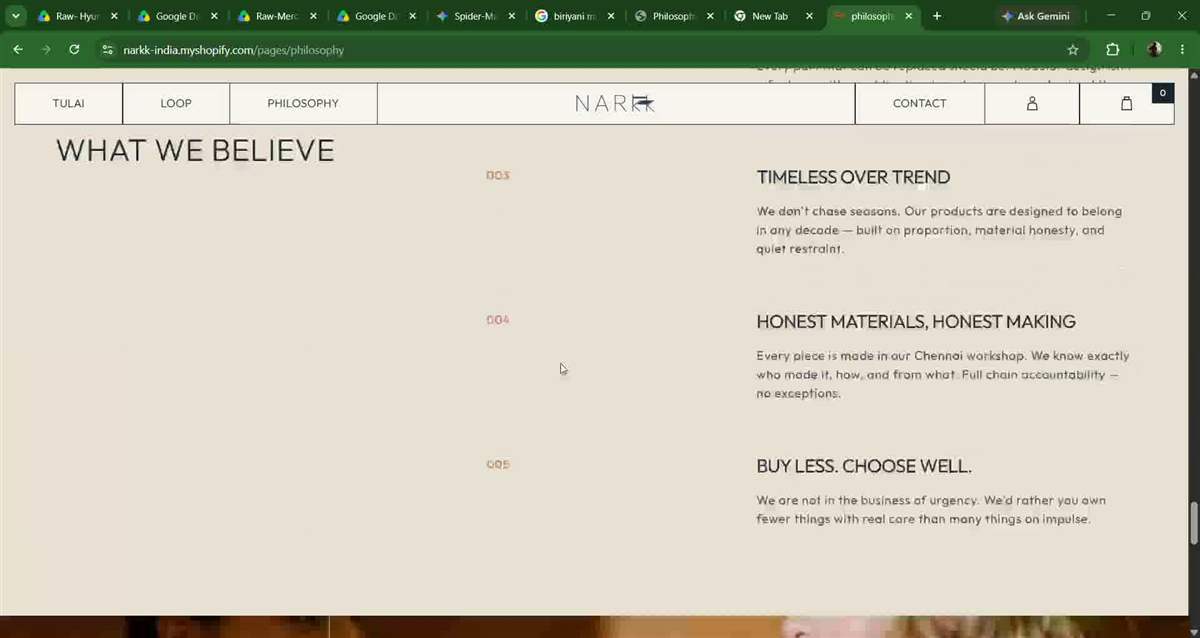 Raw- Hyu
Google D
Raw-Merc
Google Di
Spider-Ma
biriyani m
Philosoph
New Tab
philosoph
Ask Gemini
narkk-india.myshopify.com/pages/philosophy
TULAI
LOOP
PHILOSOPHY
NARKK
CONTACT
0
WHAT WE BELIEVE
003
TIMELESS OVER TREND
We don't chase seasons. Our products are designed to belong
in any decade — built on proportion, material honesty, and
quiet restraint.
004
HONEST MATERIALS, HONEST MAKING
Every piece is made in our Chennai workshop. We know exactly
who made it, how, and from what. Full chain accountability —
no exceptions.
005
BUY LESS. CHOOSE WELL.
We are not in the business of urgency. We'd rather you own
fewer things with real care than many things on impulse.